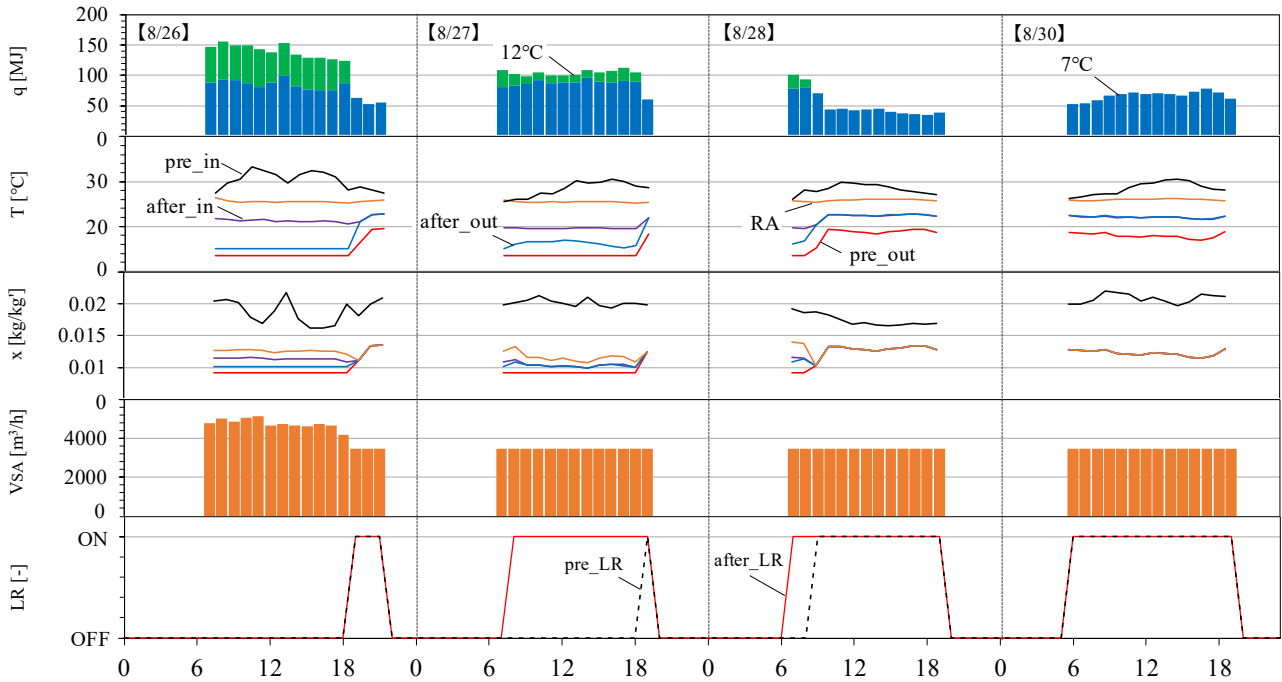 q [MJ]
200
150
100
50
0
【8/26】
【8/27】
【8/28】
【8/30】
12℃
7℃
T [℃]
30
20
0
pre_in
after_in
after_out
RA
pre_out
x [kg/kg']
0.02
0.015
0.01
0
VSA [m³/h]
4000
2000
0
LR [-]
ON
OFF
pre_LR
after_LR
0 6 12 18 0 6 12 18 0 6 12 18 0 6 12 18